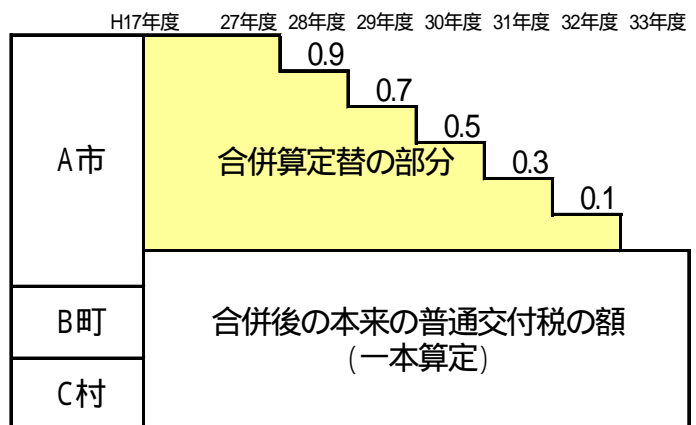 H17年度 27年度 28年度 29年度 30年度 31年度 32年度 33年度
0.9
0.7
0.5
0.3
0.1
A市
合併算定替の部分
B町
合併後の本来の普通交付税の額
(一本算定)
C村